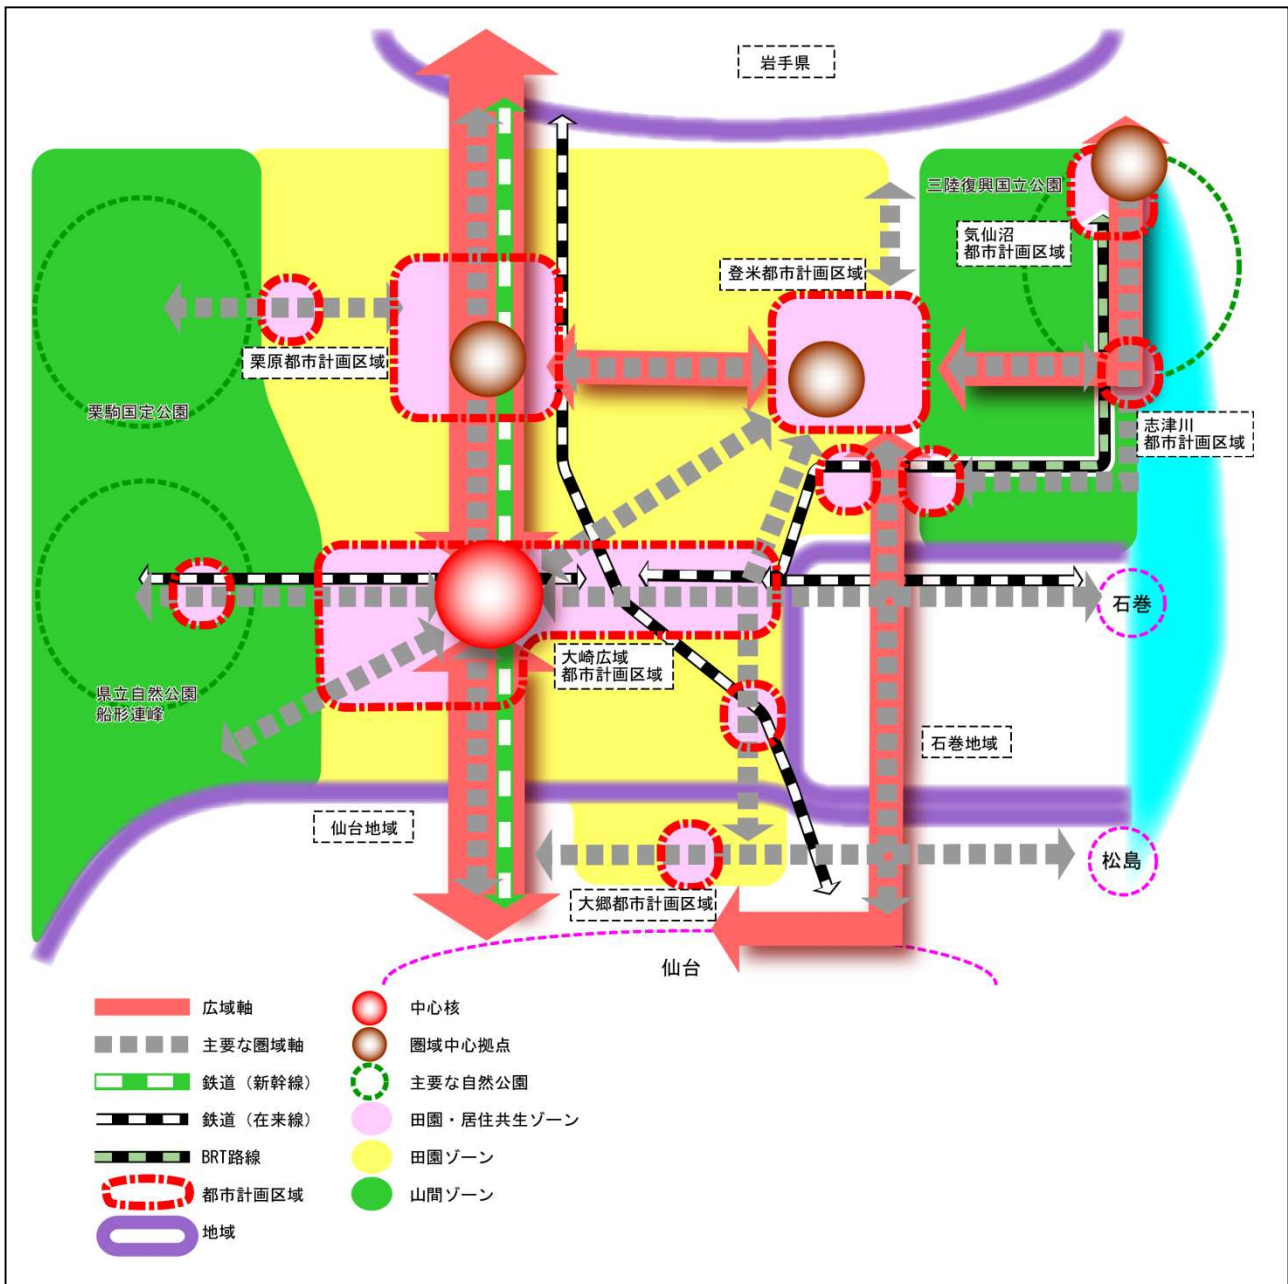 岩手県
三陸復興国立公園
気仙沼
都市計画区域
登米都市計画区域
栗原都市計画区域
栗駒国定公園
志津川
都市計画区域
石巻
大崎広域
都市計画区域
県立自然公園
船形連峰
石巻地域
仙台地域
松島
大郷都市計画区域
仙台
広域軸
主要な圏域軸
鉄道（新幹線）
鉄道（在来線）
BRT路線
都市計画区域
地域
中心核
圏域中心拠点
主要な自然公園
田園・居住共生ゾーン
田園ゾーン
山間ゾーン